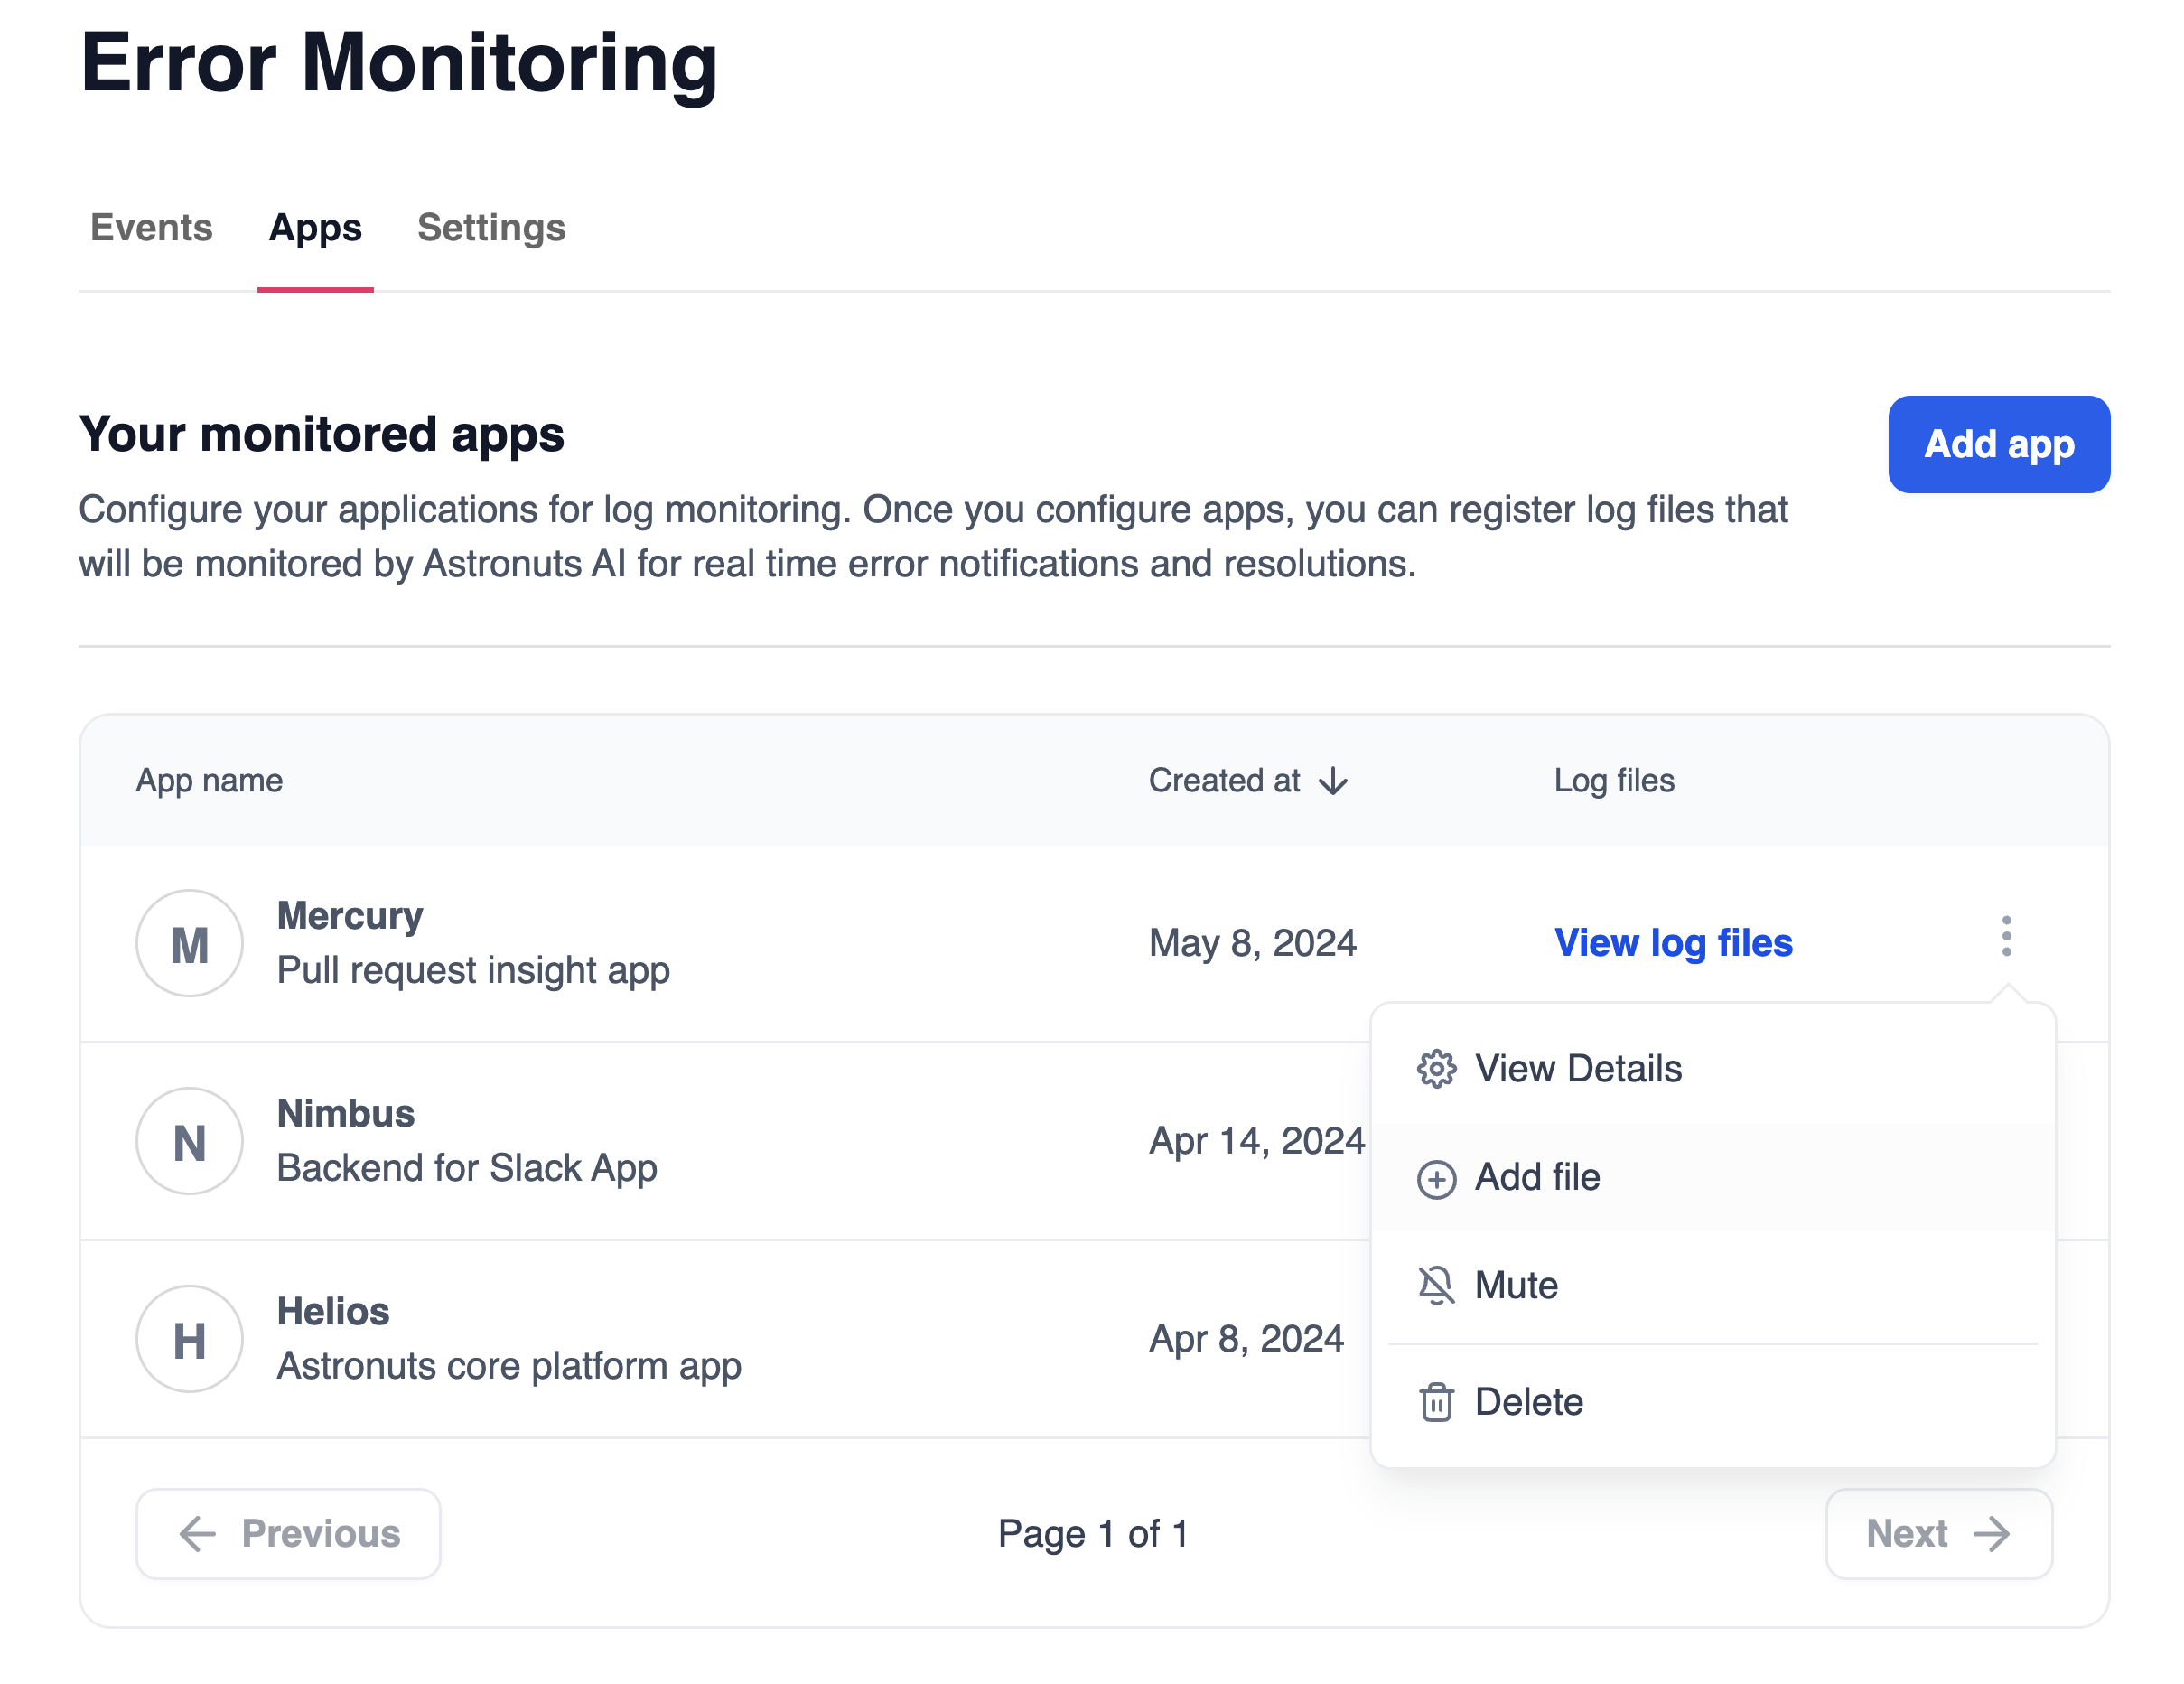 Error Monitoring
Events Apps Settings
Your monitored apps
Add app
Configure your applications for log monitoring. Once you configure apps, you can register log files that
will be monitored by Astronuts AI for real time error notifications and resolutions.
App name Created at Log files
M
Mercury
Pull request insight app
May 8, 2024
View log files
N
Nimbus
Backend for Slack App
Apr 14, 2024
H
Helios
Astronuts core platform app
Apr 8, 2024
View Details
Add file
Mute
Delete
Previous
Page 1 of 1
Next